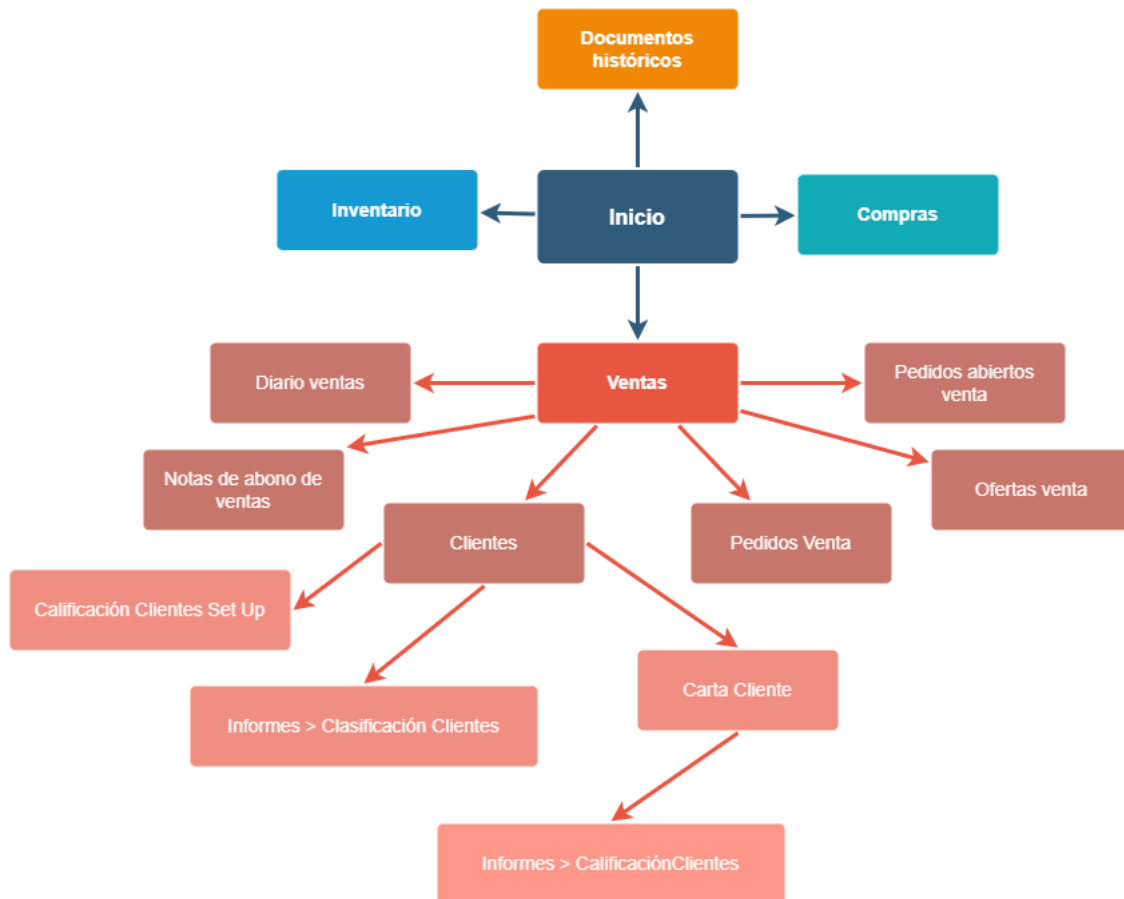 Documentos
históricos
Inventario
Inicio
Compras
Diario ventas
Ventas
Pedidos abiertos
venta
Notas de abono de
ventas
Clientes
Pedidos Venta
Ofertas venta
Calificación Clientes Set Up
Informes > Clasificación Clientes
Carta Cliente
Informes > CalificaciónClientes